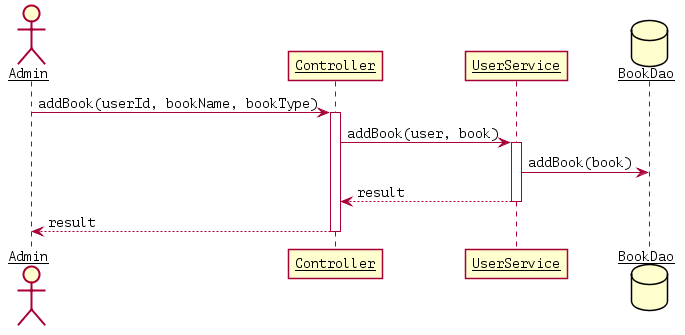 Admin
Controller
UserService
BookDao
addBook(userId, bookName, bookType)
addBook(user, book)
addBook(book)
result
result
Admin
Controller
UserService
BookDao